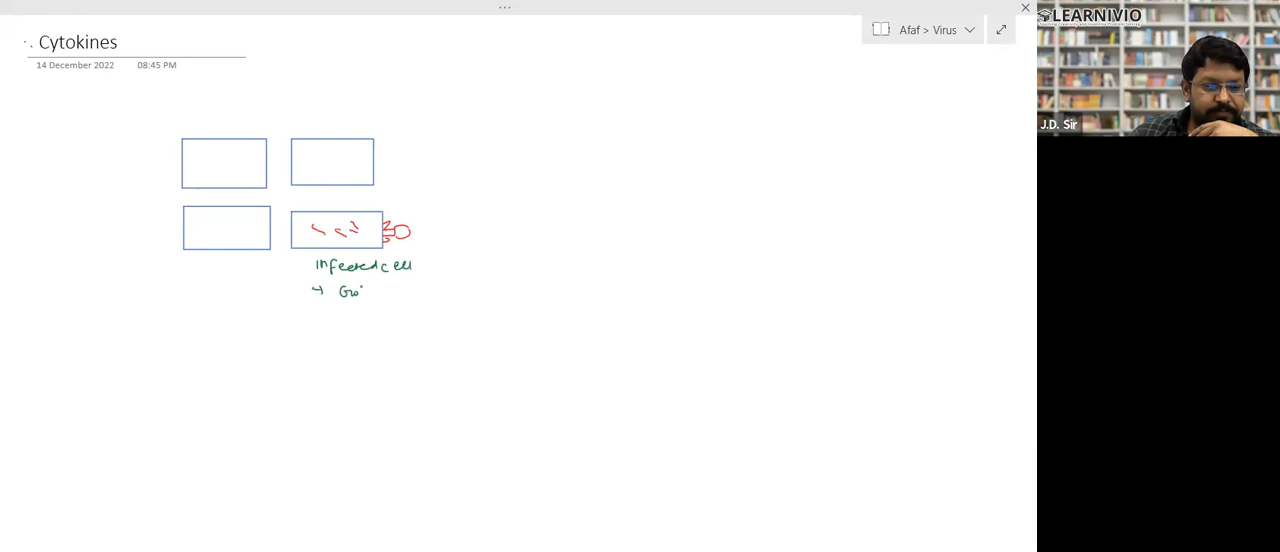 Cytokines
14 December 2022 08:45 PM
Afaf > Virus
LEARNIVIO
J.D. Sir
Infected cell